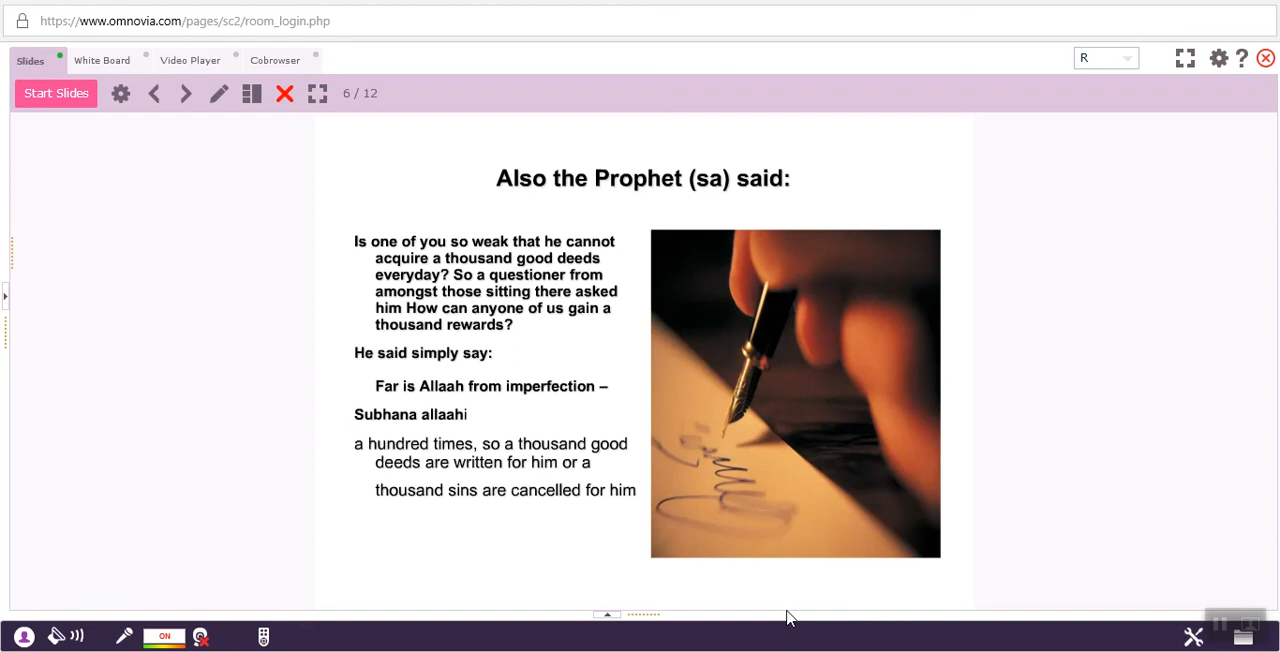 https://www.omnovia.com/pages/sc2/room_login.php
Slides
White Board
Video Player
Cobrowser
R
?
Start Slides
6 / 12
Also the Prophet (sa) said:
Is one of you so weak that he cannot
acquire a thousand good deeds
everyday? So a questioner from
amongst those sitting there asked
him How can anyone of us gain a
thousand rewards?
He said simply say:
Far is Allaah from imperfection –
Subhana allaahi
a hundred times, so a thousand good
deeds are written for him or a
thousand sins are cancelled for him
ON